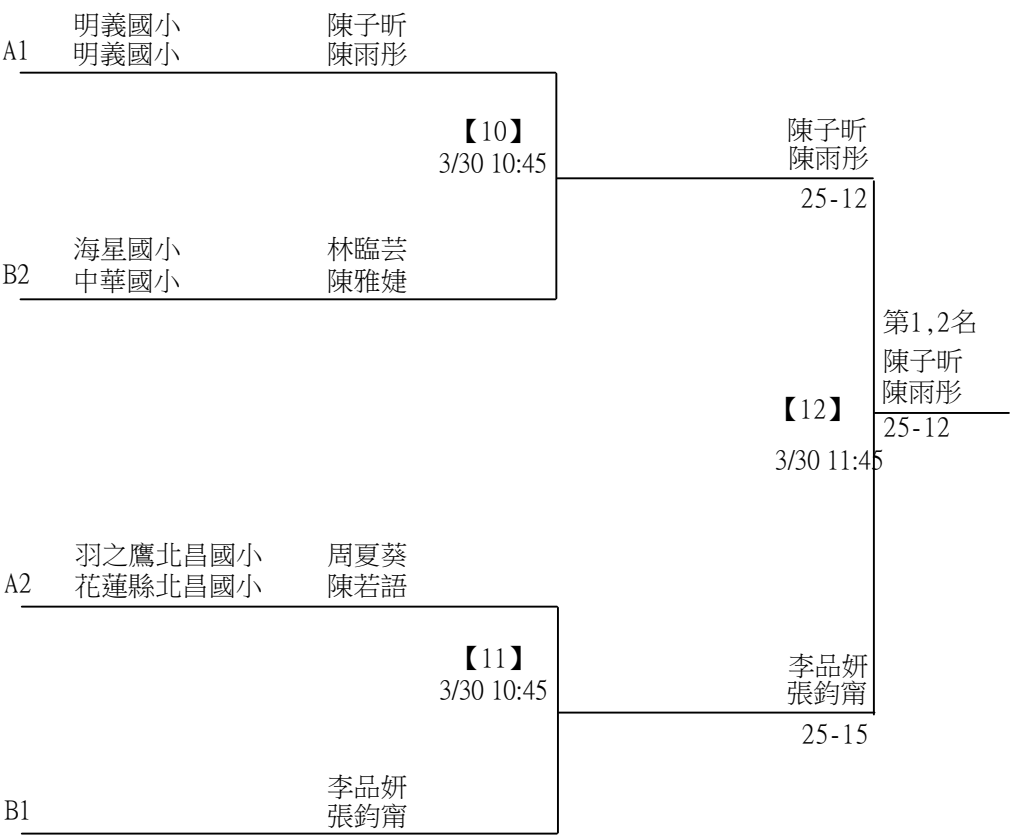 明義國小 陳子昕
A1 明義國小 陳雨彤
【10】
3/30 10:45
陳子昕
陳雨彤
25-12
海星國小 林臨芸
B2 中華國小 陳雅婕
第1,2名
陳子昕
陳雨彤
【12】
25-12
3/30 11:45
羽之鷹北昌國小 周夏葵
A2 花蓮縣北昌國小 陳若語
【11】
3/30 10:45
李品妍
張鈞甯
25-15
李品妍
B1 張鈞甯